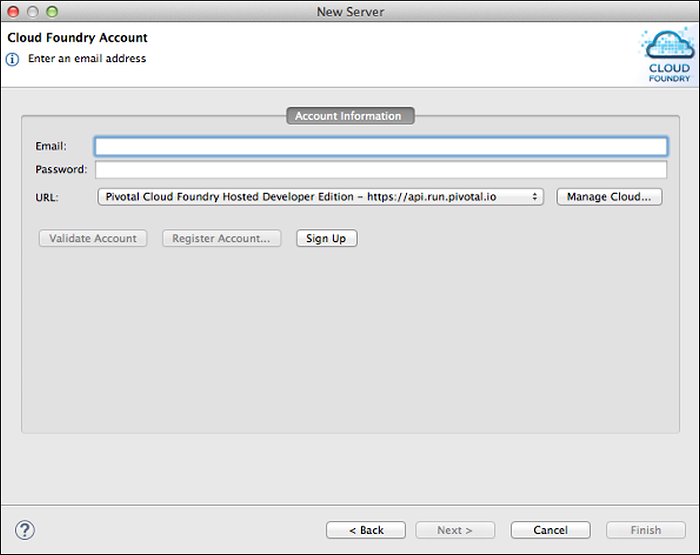 New Server
Cloud Foundry Account
Enter an email address
CLOUD
FOUNDRY
Account Information
Email:
Password:
URL: Pivotal Cloud Foundry Hosted Developer Edition – https://api.run.pivotal.io Manage Cloud...
Validate Account Register Account... Sign Up
? < Back Next > Cancel Finish